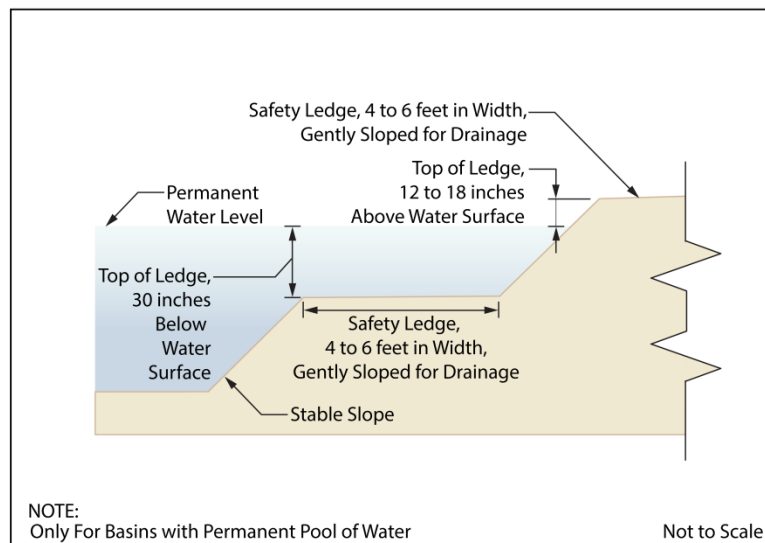 Safety Ledge, 4 to 6 feet in Width,
Gently Sloped for Drainage
Top of Ledge,
12 to 18 inches
Above Water Surface
Permanent
Water Level
Top of Ledge,
30 inches
Below
Water
Surface
Safety Ledge,
4 to 6 feet in Width,
Gently Sloped for Drainage
Stable Slope
NOTE:
Only For Basins with Permanent Pool of Water
Not to Scale